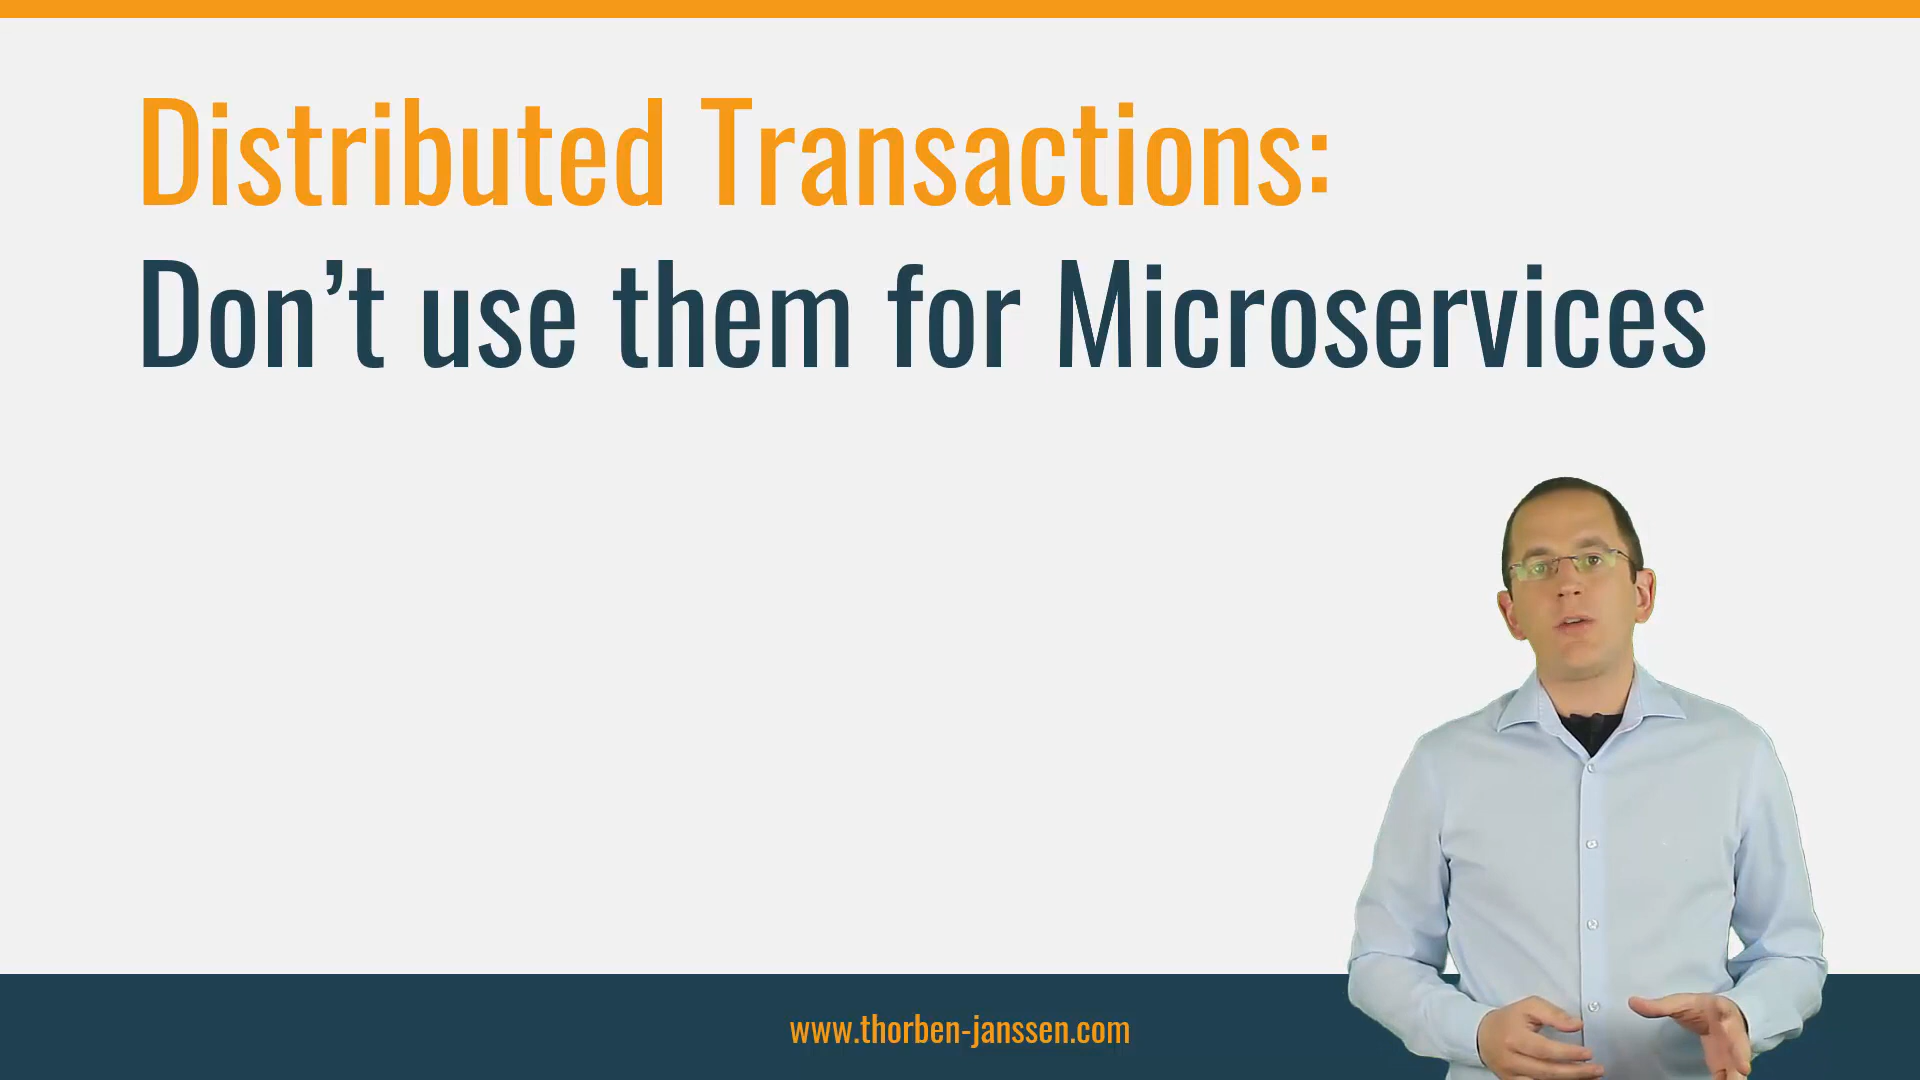 Distributed Transactions:
Don’t use them for Microservices
www.thorben-janssen.com